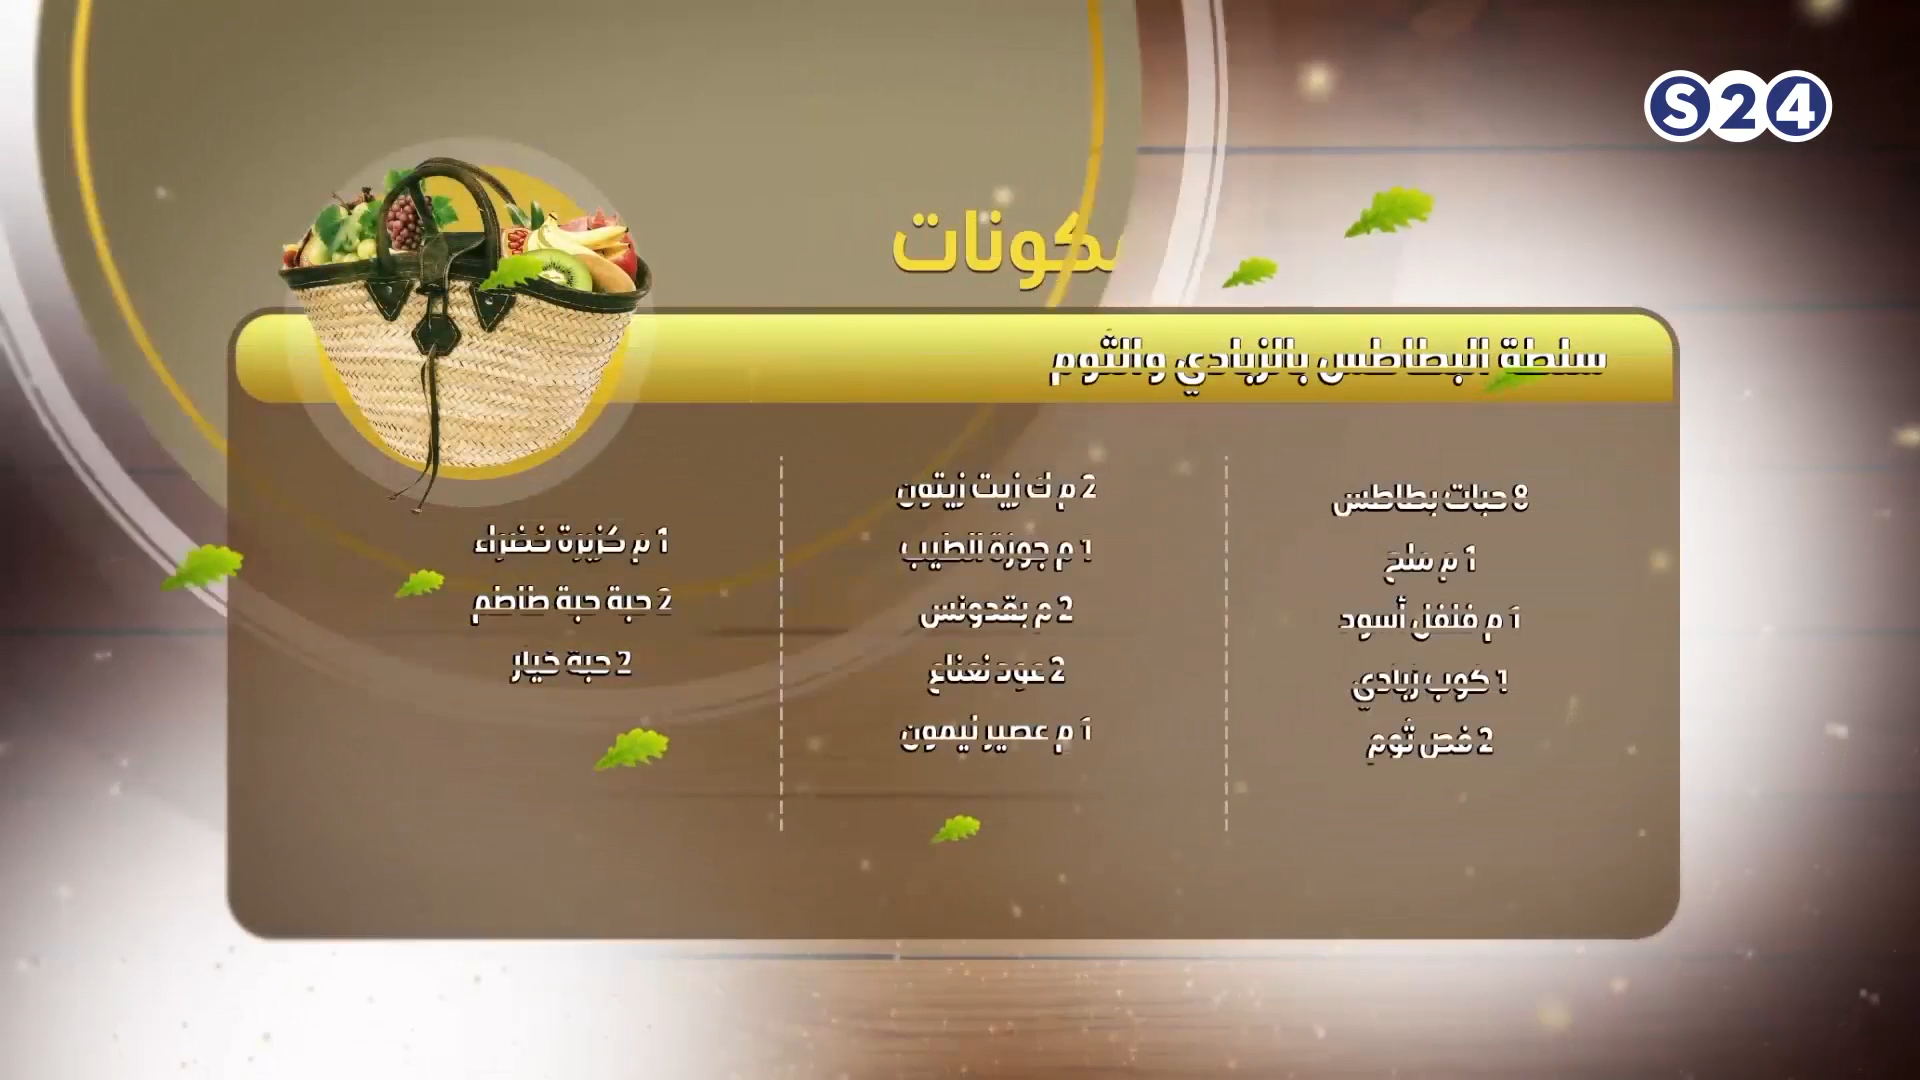 S24
مكونات
سلطة البطاطس بالزبادي والثوم
8 حبات بطاطس
1 م ملح
1 م فلفل أسود
1 كوب زبادي
2 فص ثوم
2 م ك زيت زيتون
1 م جوزة الطيب
2 م بقدونس
2 عود نعناع
1 م عصير ليمون
1 م كزبرة خضراء
2 حبة حبة طاطم
2 حبة خيار